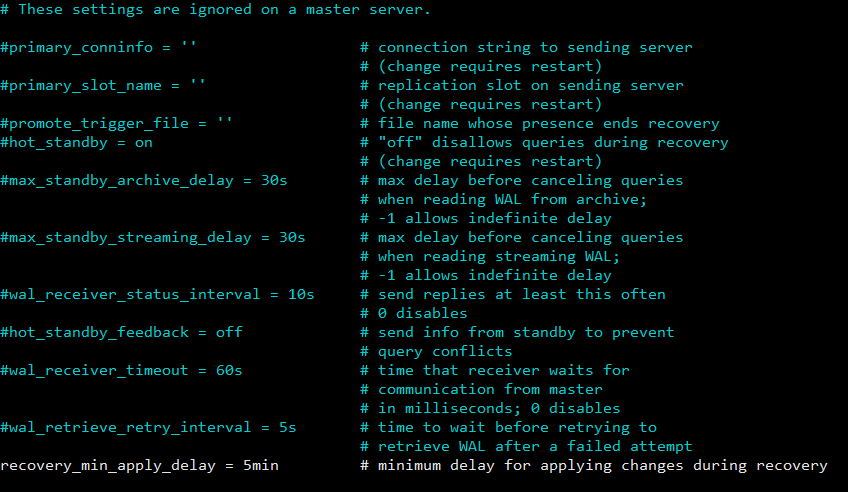 # These settings are ignored on a master server.
#primary_conninfo = '' # connection string to sending server
# (change requires restart)
#primary_slot_name = '' # replication slot on sending server
# (change requires restart)
#promote_trigger_file = '' # file name whose presence ends recovery
#hot_standby = on # "off" disallows queries during recovery
# (change requires restart)
#max_standby_archive_delay = 30s # max delay before canceling queries
# when reading WAL from archive;
# -1 allows indefinite delay
#max_standby_streaming_delay = 30s # max delay before canceling queries
# when reading streaming WAL;
# -1 allows indefinite delay
#wal_receiver_status_interval = 10s # send replies at least this often
# 0 disables
#hot_standby_feedback = off # send info from standby to prevent
# query conflicts
#wal_receiver_timeout = 60s # time that receiver waits for
# communication from master
# in milliseconds; 0 disables
#wal_retrieve_retry_interval = 5s # time to wait before retrying to
# retrieve WAL after a failed attempt
recovery_min_apply_delay = 5min # minimum delay for applying changes during recovery